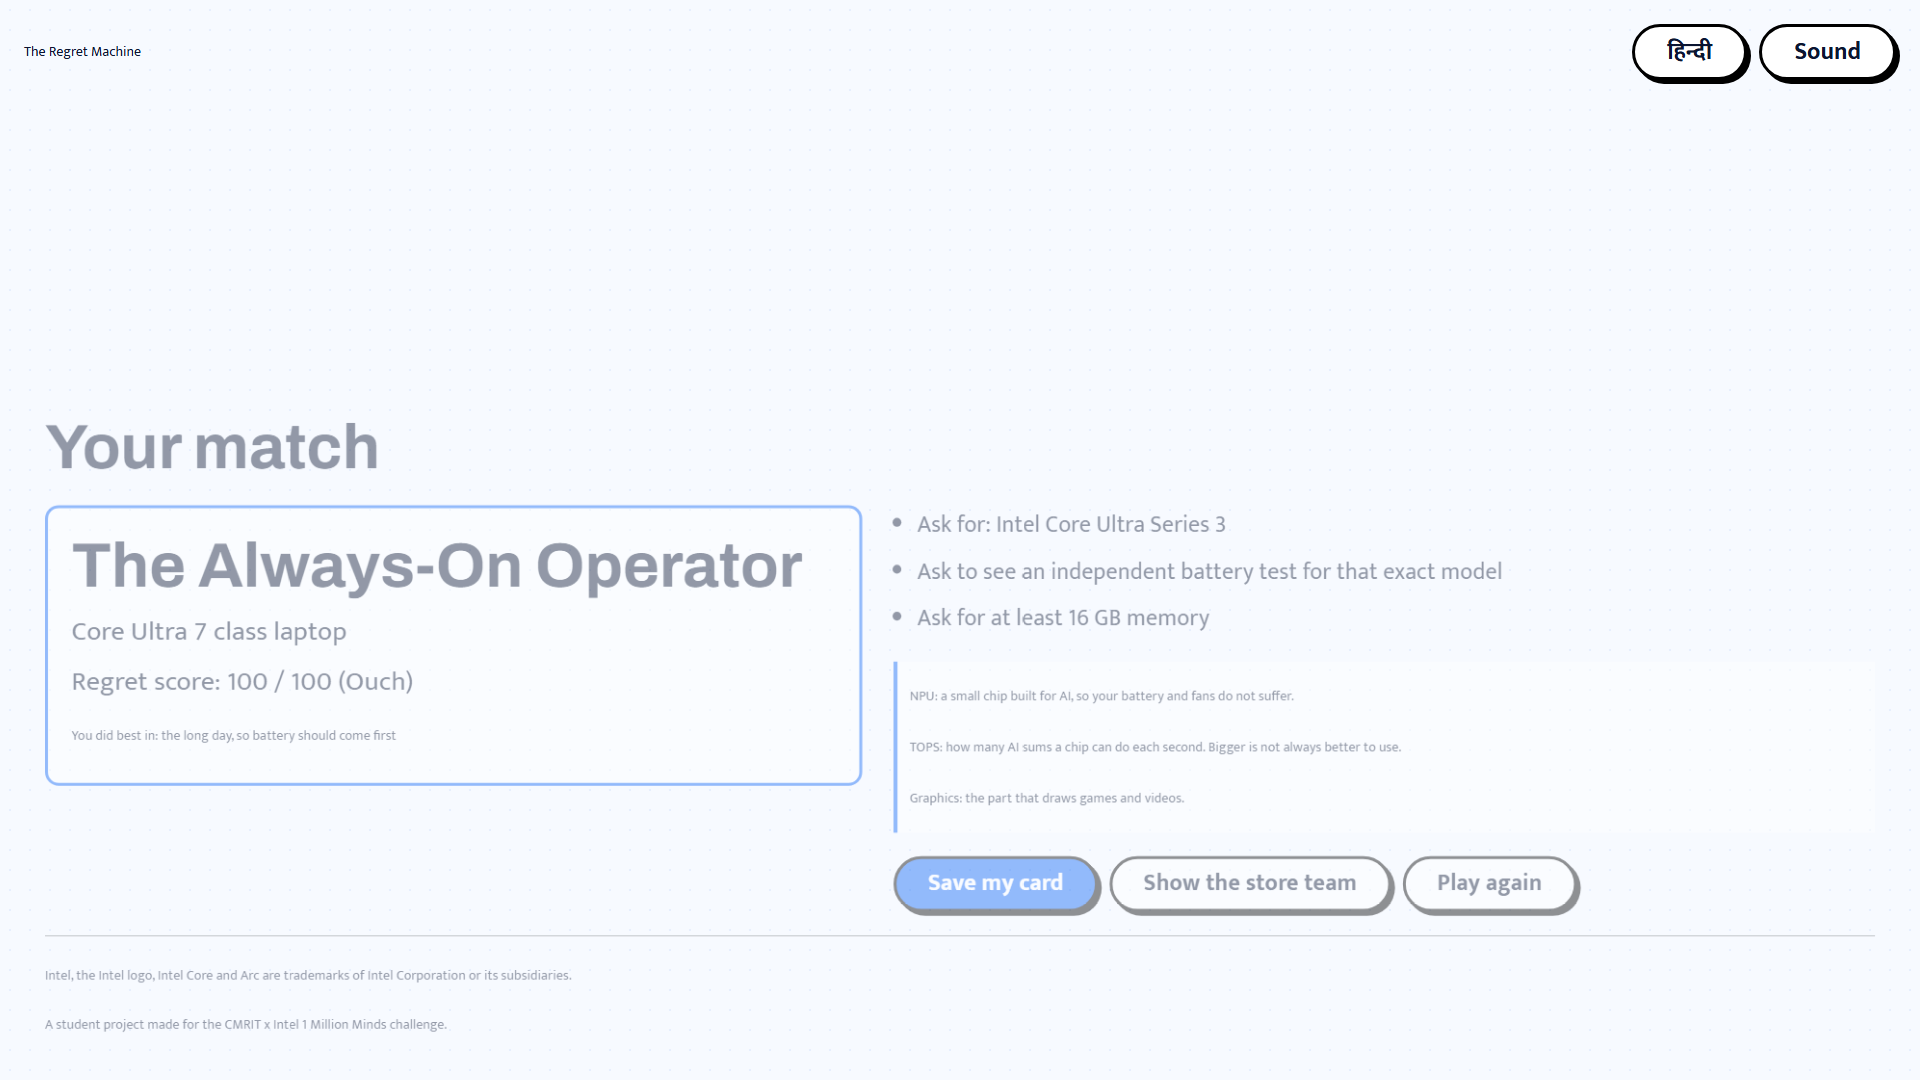 The Regret Machine
हिन्दी
Sound
Your match
The Always-On Operator
Core Ultra 7 class laptop
Regret score: 100 / 100 (Ouch)
You did best in: the long day, so battery should come first
Ask for: Intel Core Ultra Series 3
Ask to see an independent battery test for that exact model
Ask for at least 16 GB memory
NPU: a small chip built for AI, so your battery and fans do not suffer.
TOPS: how many AI sums a chip can do each second. Bigger is not always better to use.
Graphics: the part that draws games and videos.
Save my card
Show the store team
Play again
Intel, the Intel logo, Intel Core and Arc are trademarks of Intel Corporation or its subsidiaries.
A student project made for the CMRIT x Intel 1 Million Minds challenge.